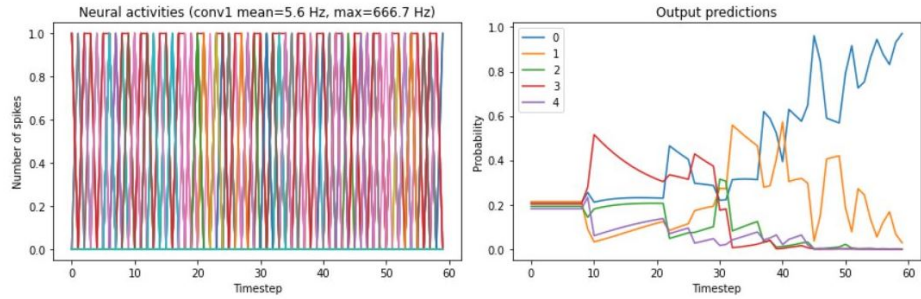 Neural activities (conv1 mean=5.6 Hz, max=666.7 Hz)
1.0
0.8
0.6
0.4
0.2
0.0
Number of spikes
0 10 20 30 40 50 60
Timestep
Output predictions
1.0
0.8
0.6
0.4
0.2
0.0
Probability
0
1
2
3
4
0 10 20 30 40 50 60
Timestep